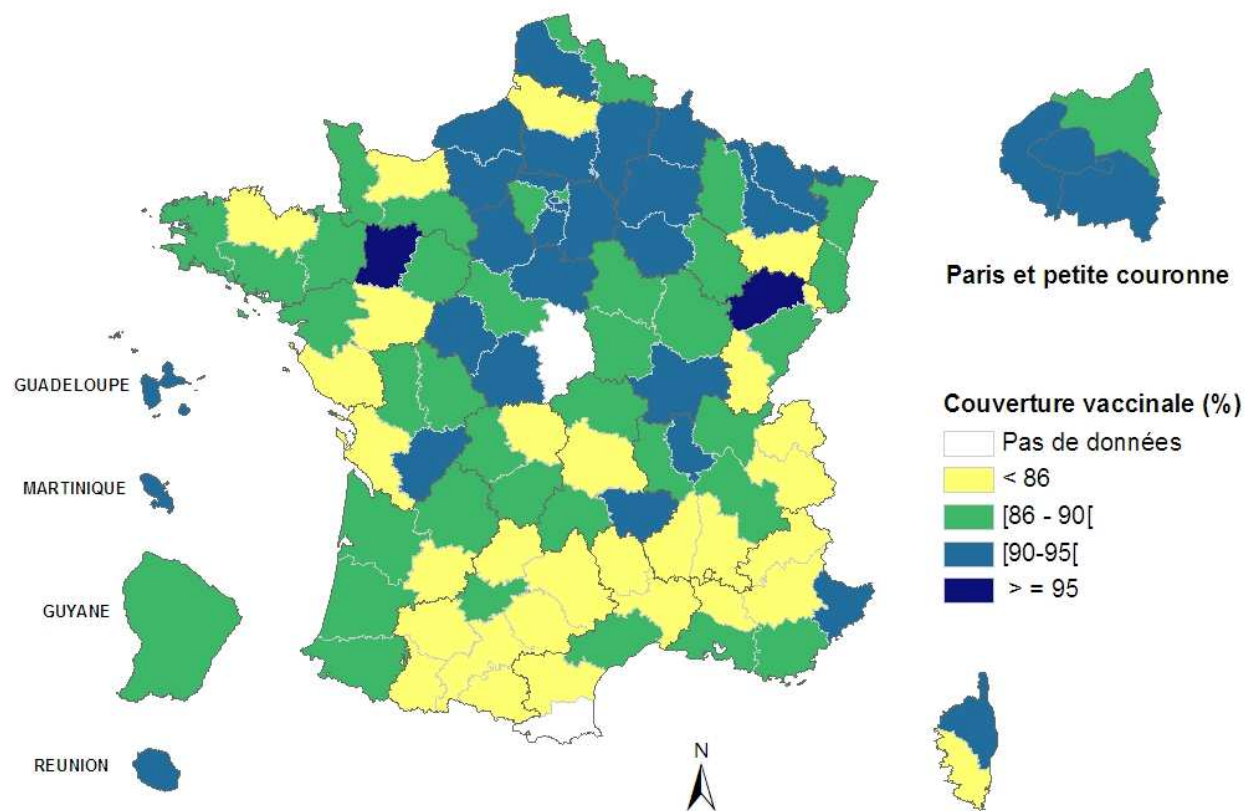 Paris et petite couronne
GUADELOUPE
MARTINIQUE
GUYANE
REUNION
Couverture vaccinale (%)
Pas de données
< 86
[86 - 90[
[90-95[
> = 95
N